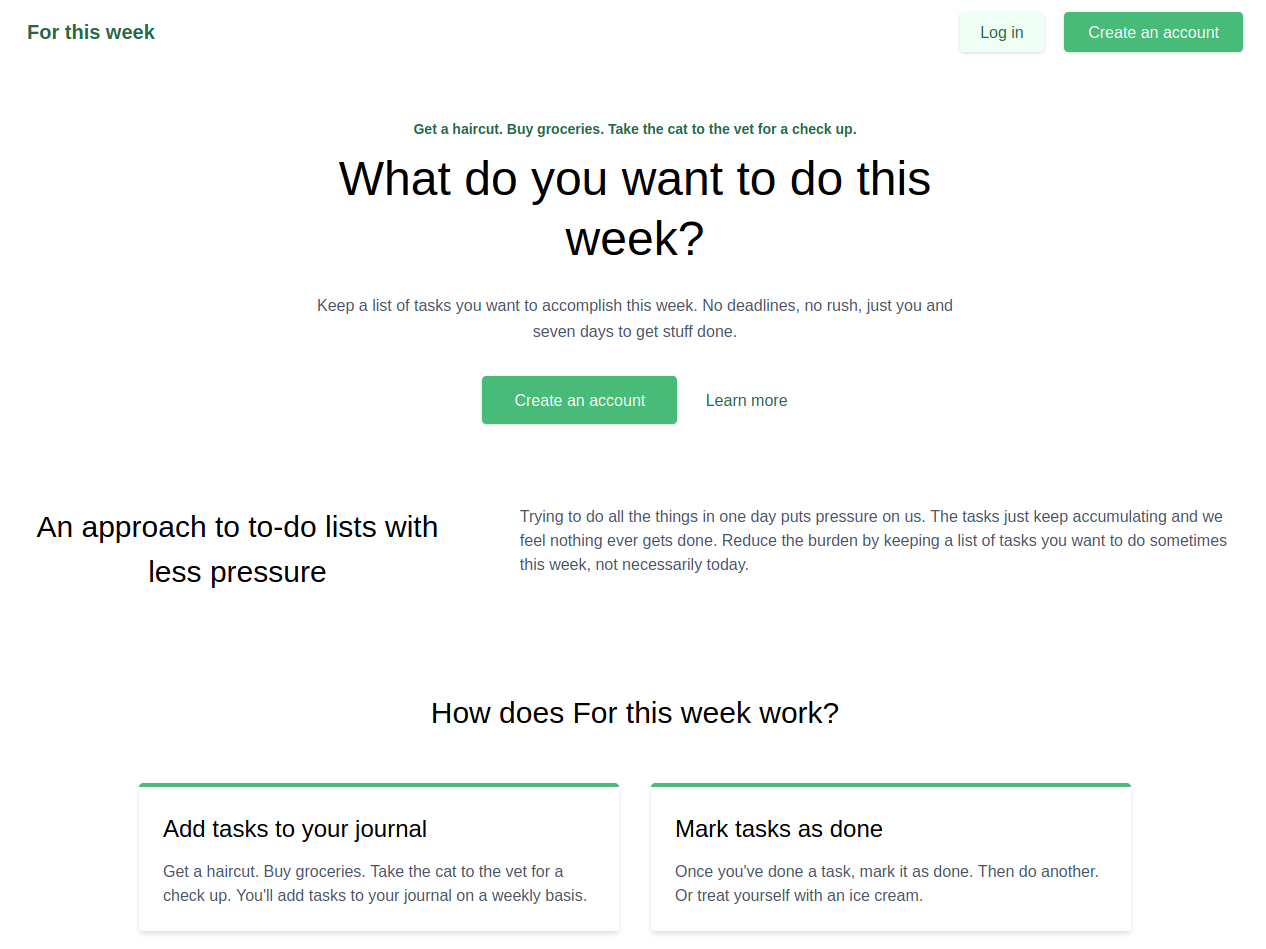 For this week
Log in
Create an account
Get a haircut. Buy groceries. Take the cat to the vet for a check up.
What do you want to do this
week?
Keep a list of tasks you want to accomplish this week. No deadlines, no rush, just you and
seven days to get stuff done.
Create an account
Learn more
An approach to to-do lists with
less pressure
Trying to do all the things in one day puts pressure on us. The tasks just keep accumulating and we
feel nothing ever gets done. Reduce the burden by keeping a list of tasks you want to do sometimes
this week, not necessarily today.
How does For this week work?
Add tasks to your journal
Get a haircut. Buy groceries. Take the cat to the vet for a
check up. You'll add tasks to your journal on a weekly basis.
Mark tasks as done
Once you've done a task, mark it as done. Then do another.
Or treat yourself with an ice cream.